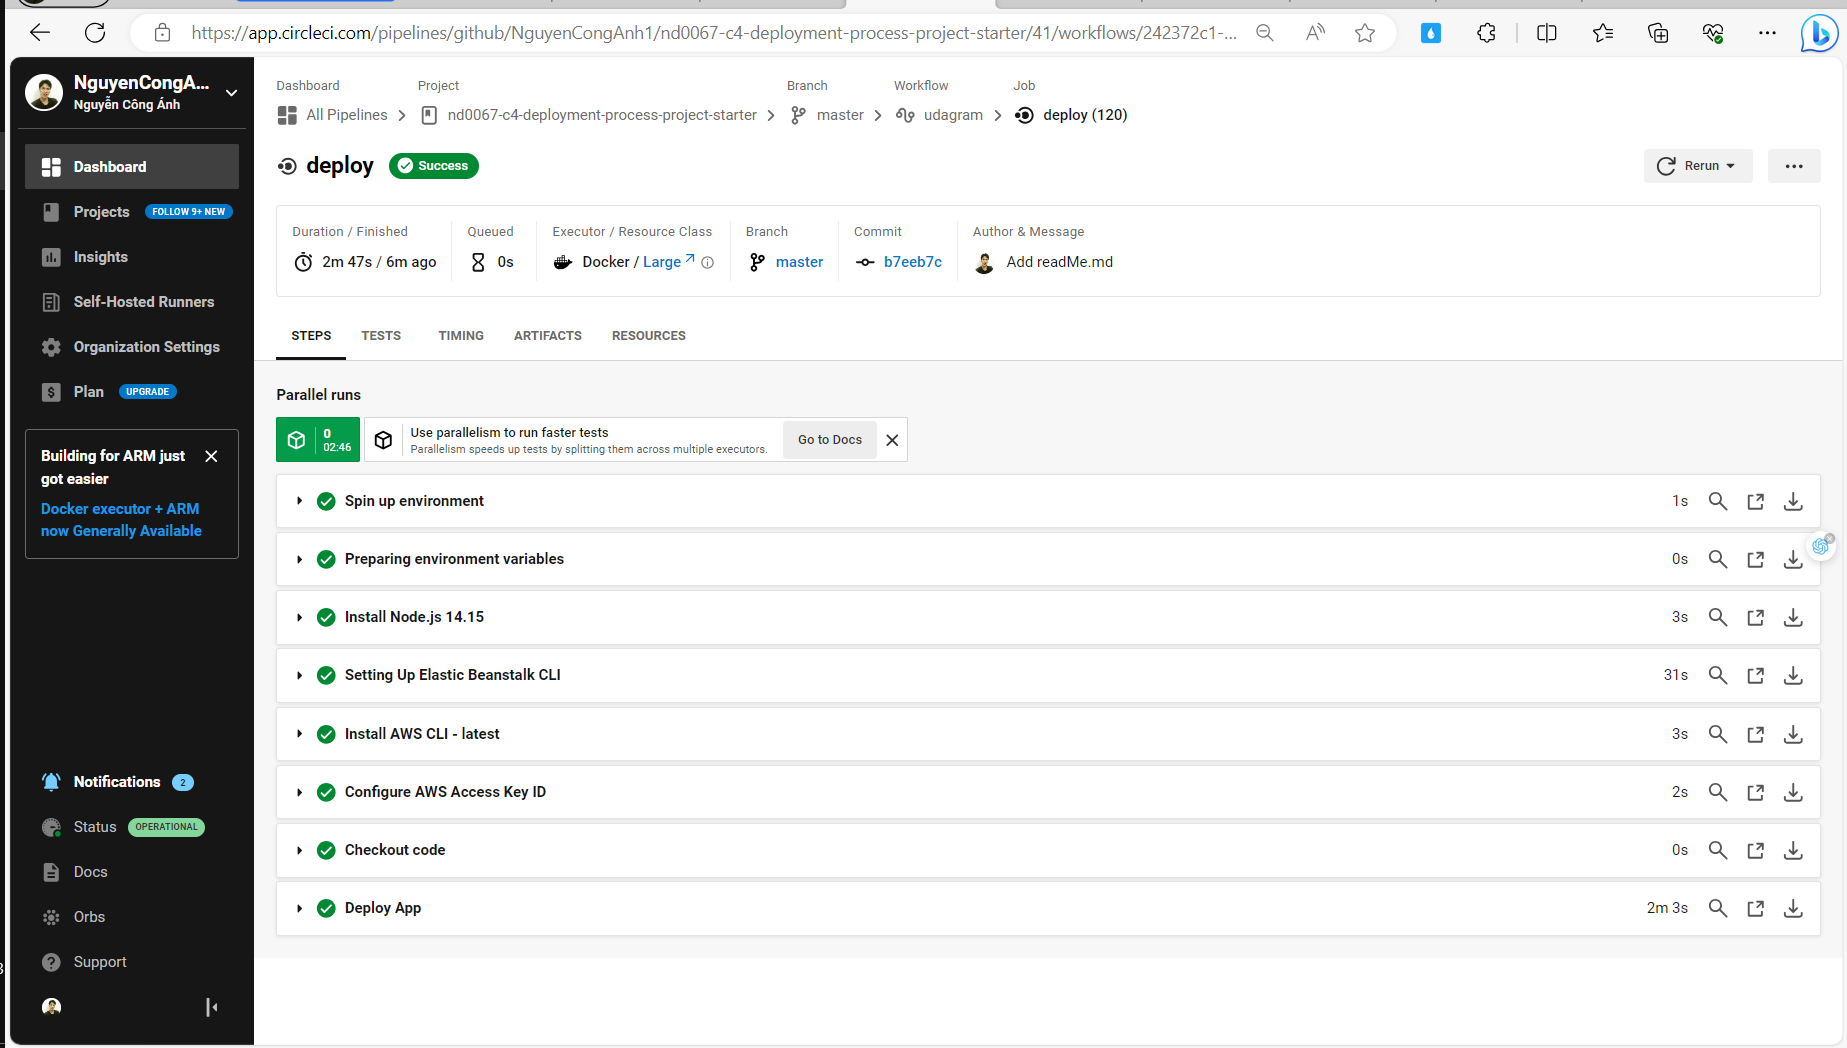 https://app.circleci.com/pipelines/github/NguyenCongAnh1/nd0067-c4-deployment-process-project-starter/41/workflows/242372c1-...
NguyenCongA...
Nguyễn Công Ánh
Dashboard
Projects FOLLOW 9+ NEW
Insights
Self-Hosted Runners
Organization Settings
Plan UPGRADE
Building for ARM just
got easier
Docker executor + ARM
now Generally Available
Notifications 2
Status OPERATIONAL
Docs
Orbs
Support
Dashboard Project Branch Workflow Job
All Pipelines nd0067-c4-deployment-process-project-starter master udagram deploy (120)
deploy Success Rerun
Duration / Finished Queued Executor / Resource Class Branch Commit Author & Message
2m 47s / 6m ago 0s Docker / Large master b7eeb7c Add readMe.md
STEPS TESTS TIMING ARTIFACTS RESOURCES
Parallel runs
0
02:46
Use parallelism to run faster tests
Parallelism speeds up tests by splitting them across multiple executors.
Go to Docs
Spin up environment 1s
Preparing environment variables 0s
Install Node.js 14.15 3s
Setting Up Elastic Beanstalk CLI 31s
Install AWS CLI - latest 3s
Configure AWS Access Key ID 2s
Checkout code 0s
Deploy App 2m 3s